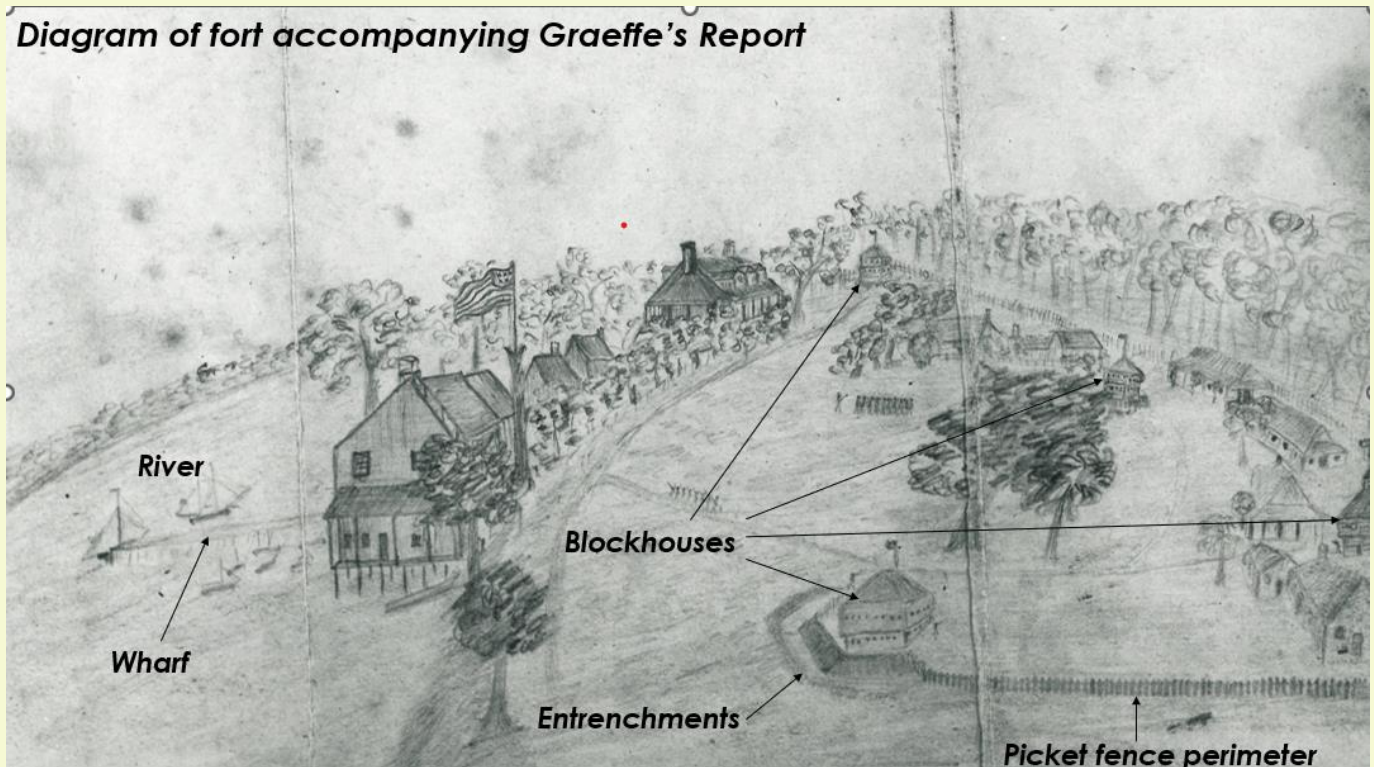 Diagram of fort accompanying Graeffe's Report
River
Blockhouses
Wharf
Entrenchments
Picket fence perimeter